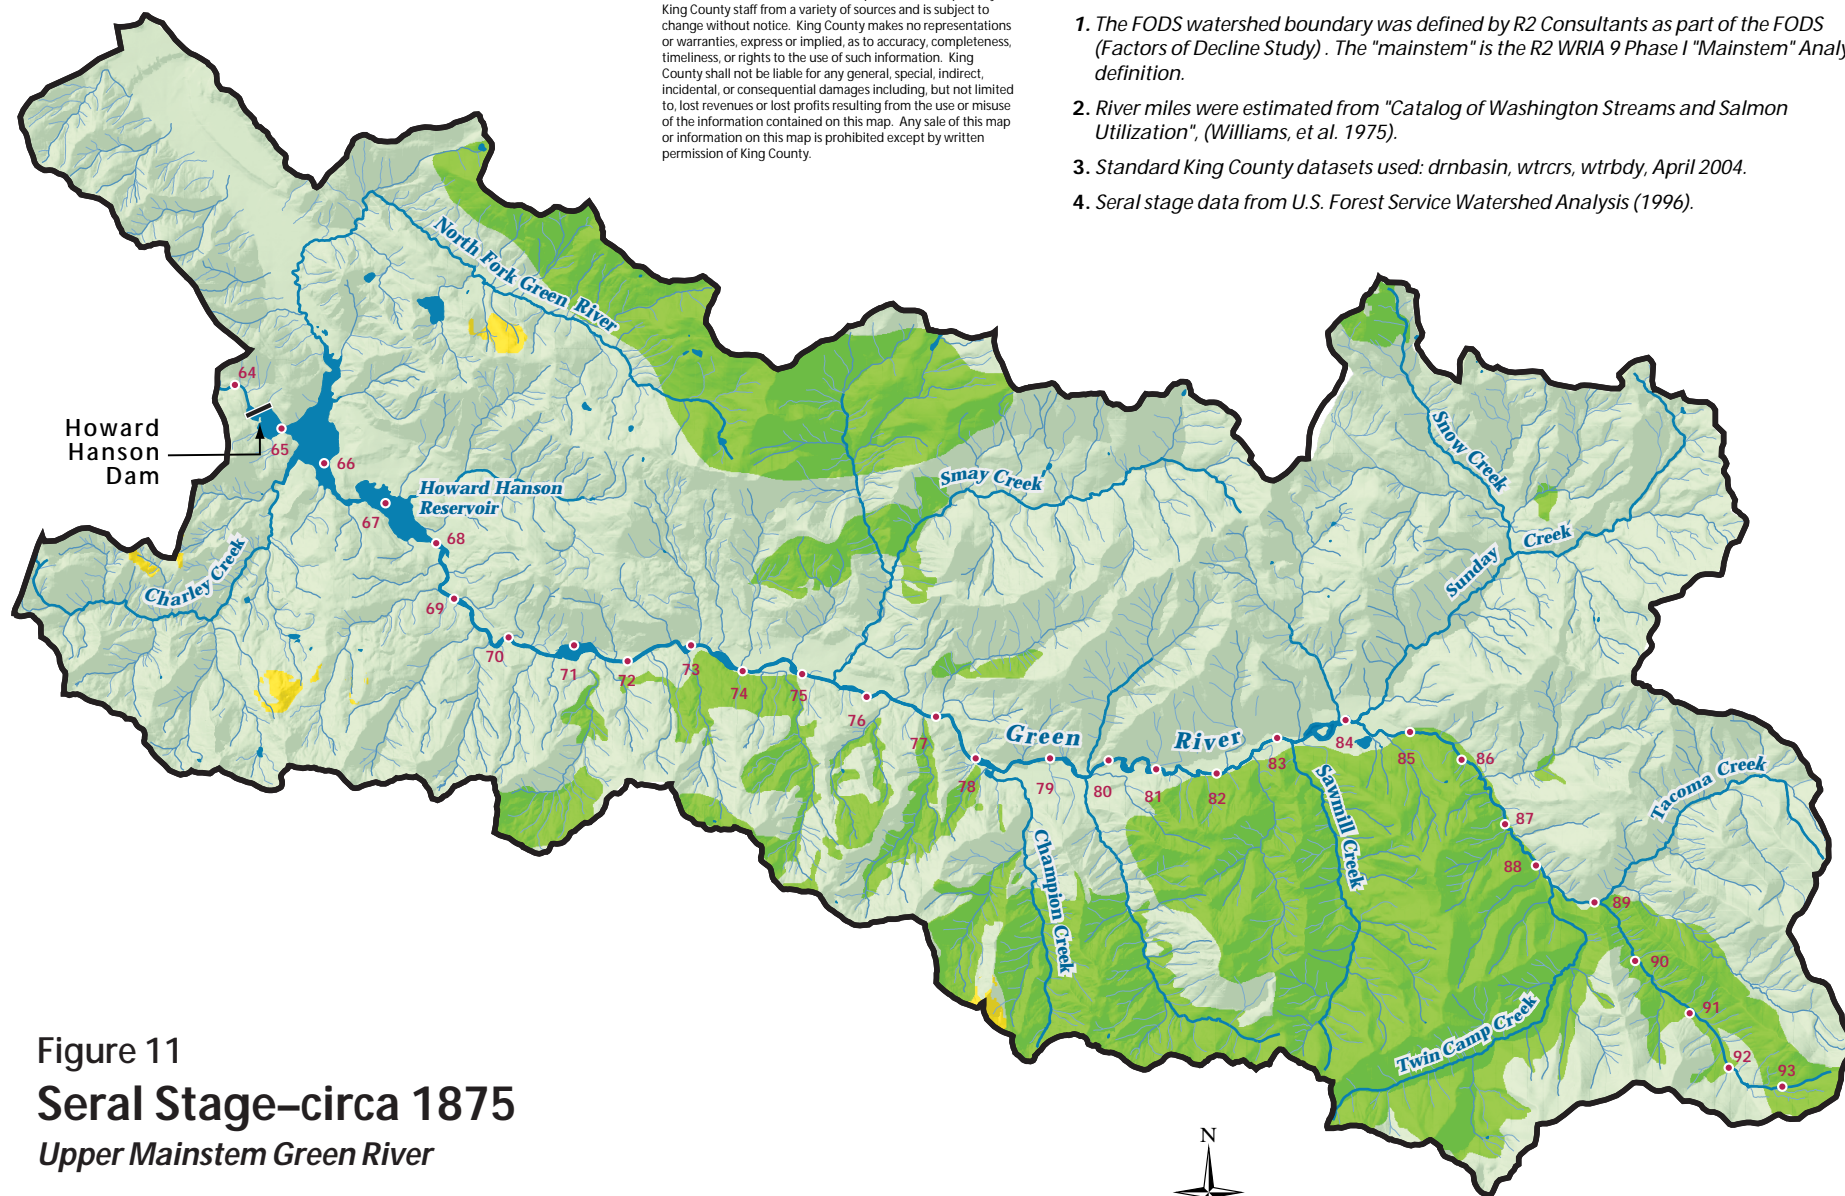 King County staff from a variety of sources and is subject to
change without notice. King County makes no representations
or warranties, express or implied, as to accuracy, completeness,
timeliness, or rights to the use of such information. King
County shall not be liable for any general, special, indirect,
incidental, or consequential damages including, but not limited
to, lost revenues or lost profits resulting from the use or misuse
of the information contained on this map. Any sale of this map
or information on this map is prohibited except by written
permission of King County.
1. The FODS watershed boundary was defined by R2 Consultants as part of the FODS
(Factors of Decline Study) . The "mainstem" is the R2 WRIA 9 Phase I "Mainstem" Analy
definition.
2. River miles were estimated from "Catalog of Washington Streams and Salmon
Utilization", (Williams, et al. 1975).
3. Standard King County datasets used: drnbasin, wtrcrs, wtrbdy, April 2004.
4. Seral stage data from U.S. Forest Service Watershed Analysis (1996).
North Fork Green River
64
Howard
Hanson
Dam
65
66
Howard Hanson
Reservoir
67
68
Smay Creek
Snow Creek
Sunday
Creek
Charley Creek
69
70
71
72
73
74
75
76
77
78
Green
River
79
80
81
82
83
84
85
86
87
88
89
90
91
92
93
Sawmill Creek
Tacoma Creek
Champion Creek
Twin Camp Creek
Figure 11
Seral Stage–circa 1875
Upper Mainstem Green River
N